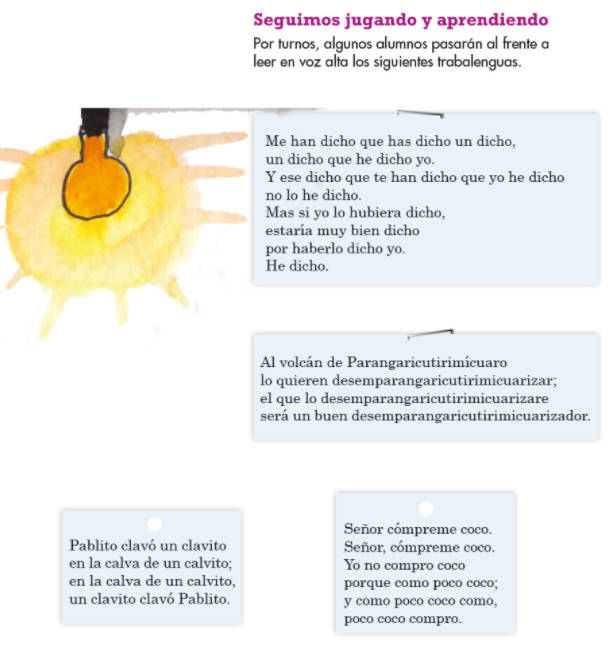 Seguimos jugando y aprendiendo
Por turnos, algunos alumnos pasarán al frente a
leer en voz alta los siguientes trabalenguas.
Me han dicho que has dicho un dicho,
un dicho que he dicho yo.
Y ese dicho que te han dicho que yo he dicho
no lo he dicho.
Mas si yo lo hubiera dicho,
estaría muy bien dicho
por haberlo dicho yo.
He dicho.
Al volcán de Parangaricutirimícuaro
lo quieren desemparangaricutirimicuarizar;
el que lo desemparangaricutirimicuarizare
será un buen desemparangaricutirimicuarizador.
Pablito clavó un clavito
en la calva de un calvito;
en la calva de un calvito,
un clavito clavó Pablito.
Señor cómpreme coco.
Señor, cómpreme coco.
Yo no compro coco
porque como poco coco;
y como poco coco como,
poco coco compro.